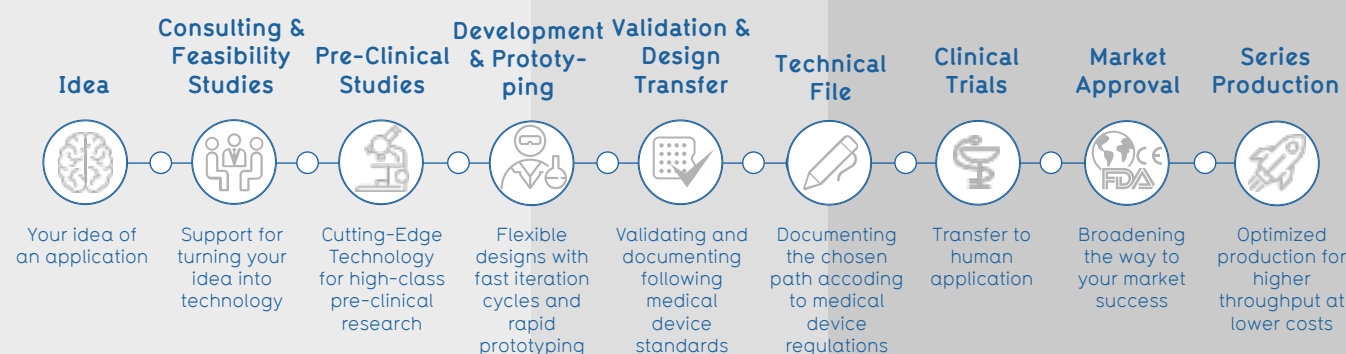 Idea
Your idea of
an application
Consulting &
Feasibility
Studies
Support for
turning your
idea into
technology
Pre-Clinical
Studies
Cutting-Edge
Technology
for high-class
pre-clinical
research
Development
& Prototy-
ping
Flexible
designs with
fast iteration
cycles and
rapid
prototyping
Validation &
Design
Transfer
Validating and
documenting
following
medical
device
standards
Technical
File
Documenting
the chosen
path accoding
to medical
device
requlations
Clinical
Trials
Transfer to
human
application
Market
Approval
CE
FDA
Broadening
the way to
your market
success
Series
Production
Optimized
production for
higher
throughput at
lower costs